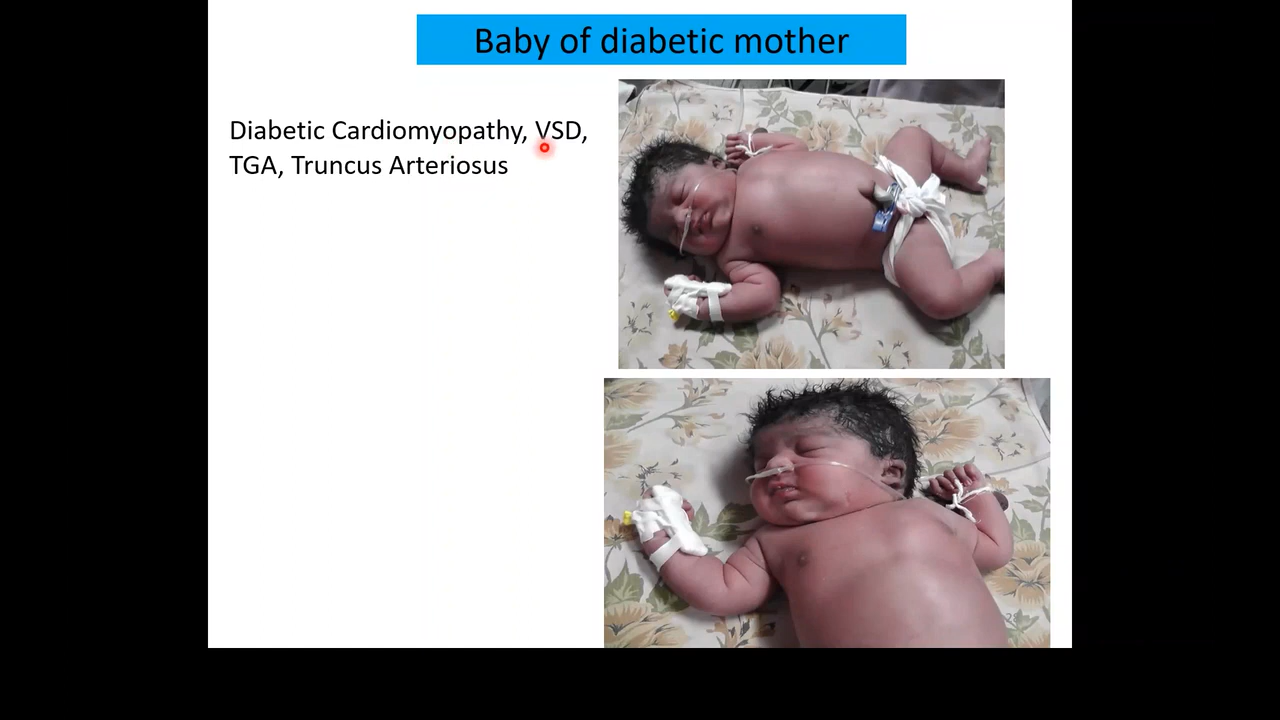 Baby of diabetic mother
Diabetic Cardiomyopathy, VSD,
TGA, Truncus Arteriosus